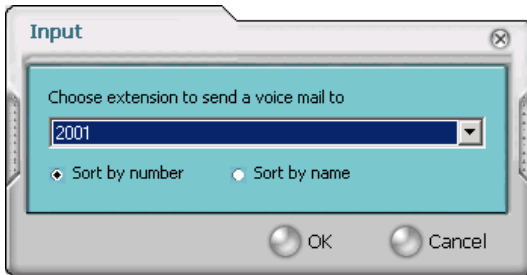 Input
Choose extension to send a voice mail to
2001
Sort by number Sort by name
OK Cancel